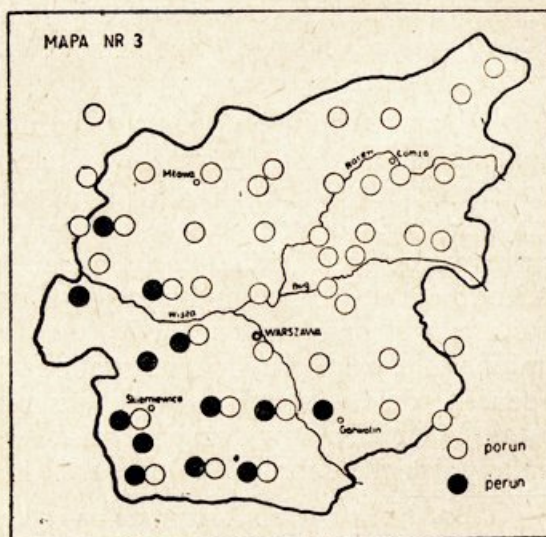 MAPA NR 3
Narew
Łomża
Mława
Bug
Wisła
WARSZAWA
Skierniewice
Garwolin
porun
perun